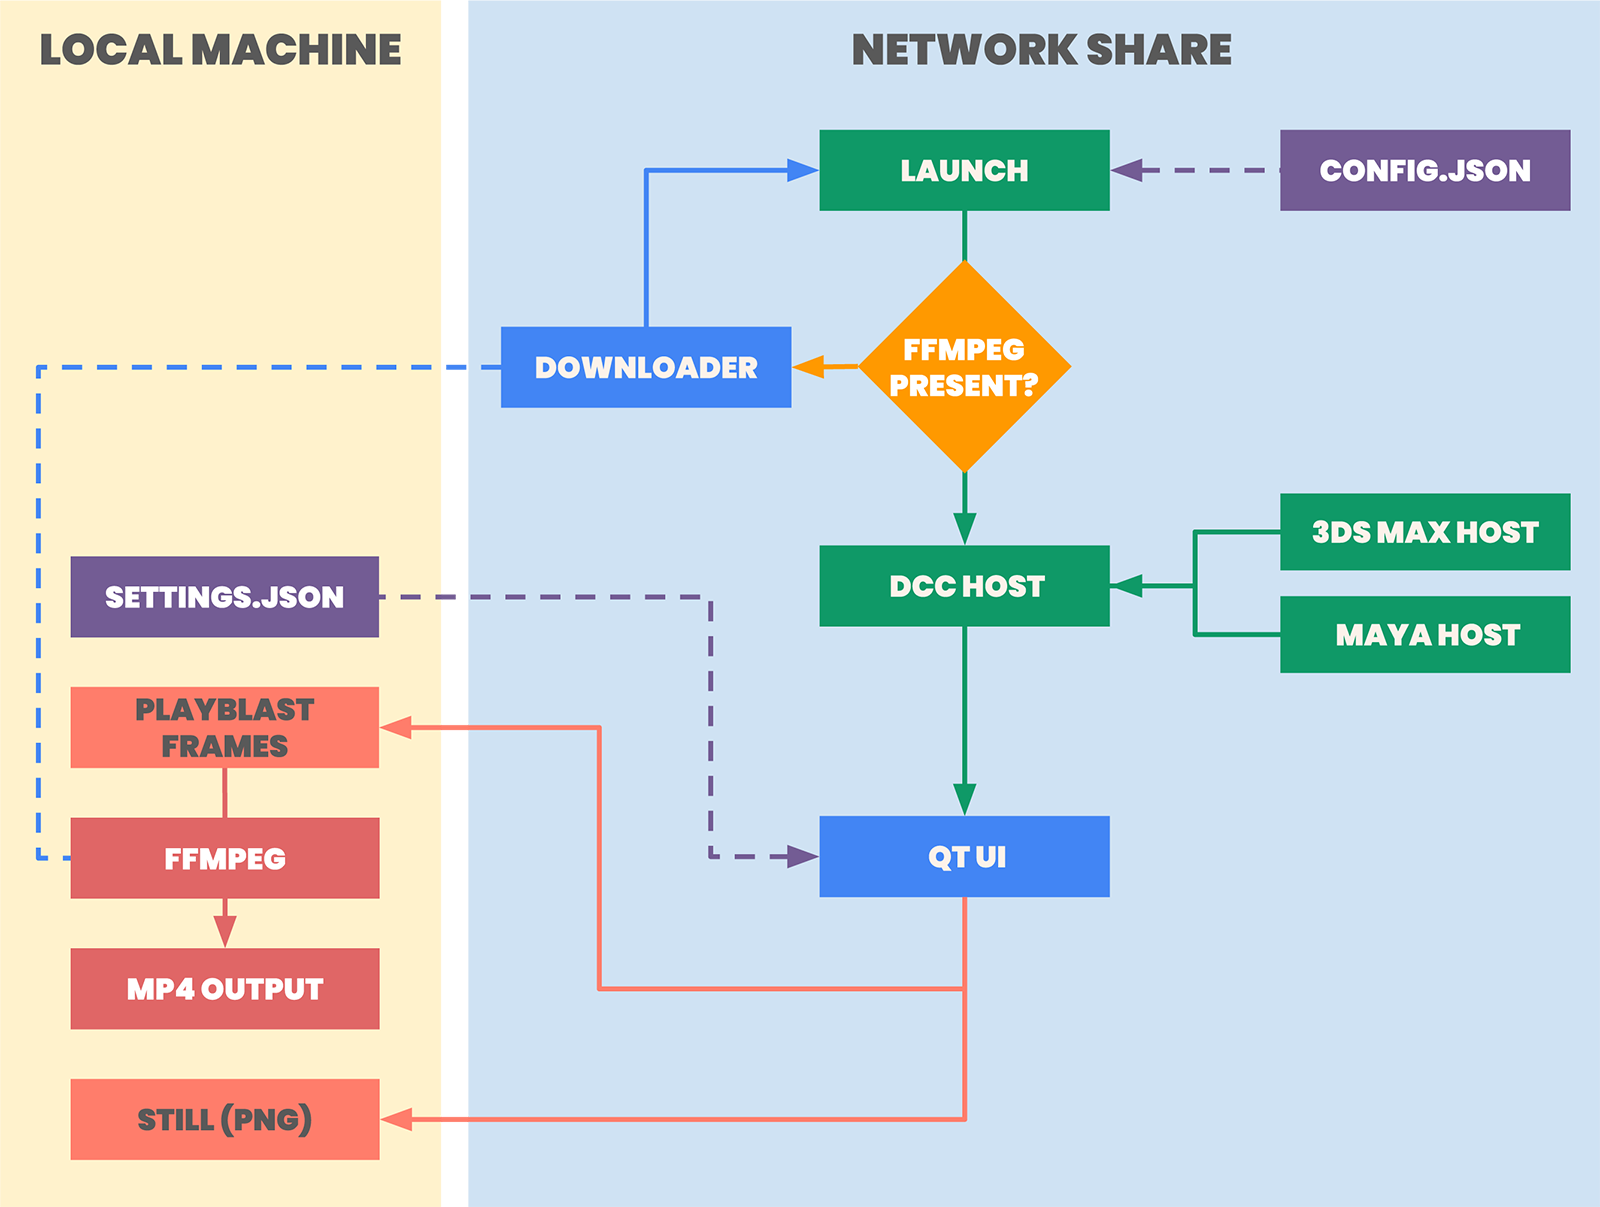 LOCAL MACHINE
NETWORK SHARE
LAUNCH
CONFIG.JSON
DOWNLOADER
FFMPEG
PRESENT?
3DS MAX HOST
DCC HOST
MAYA HOST
SETTINGS.JSON
PLAYBLAST
FRAMES
FFMPEG
QT UI
MP4 OUTPUT
STILL (PNG)